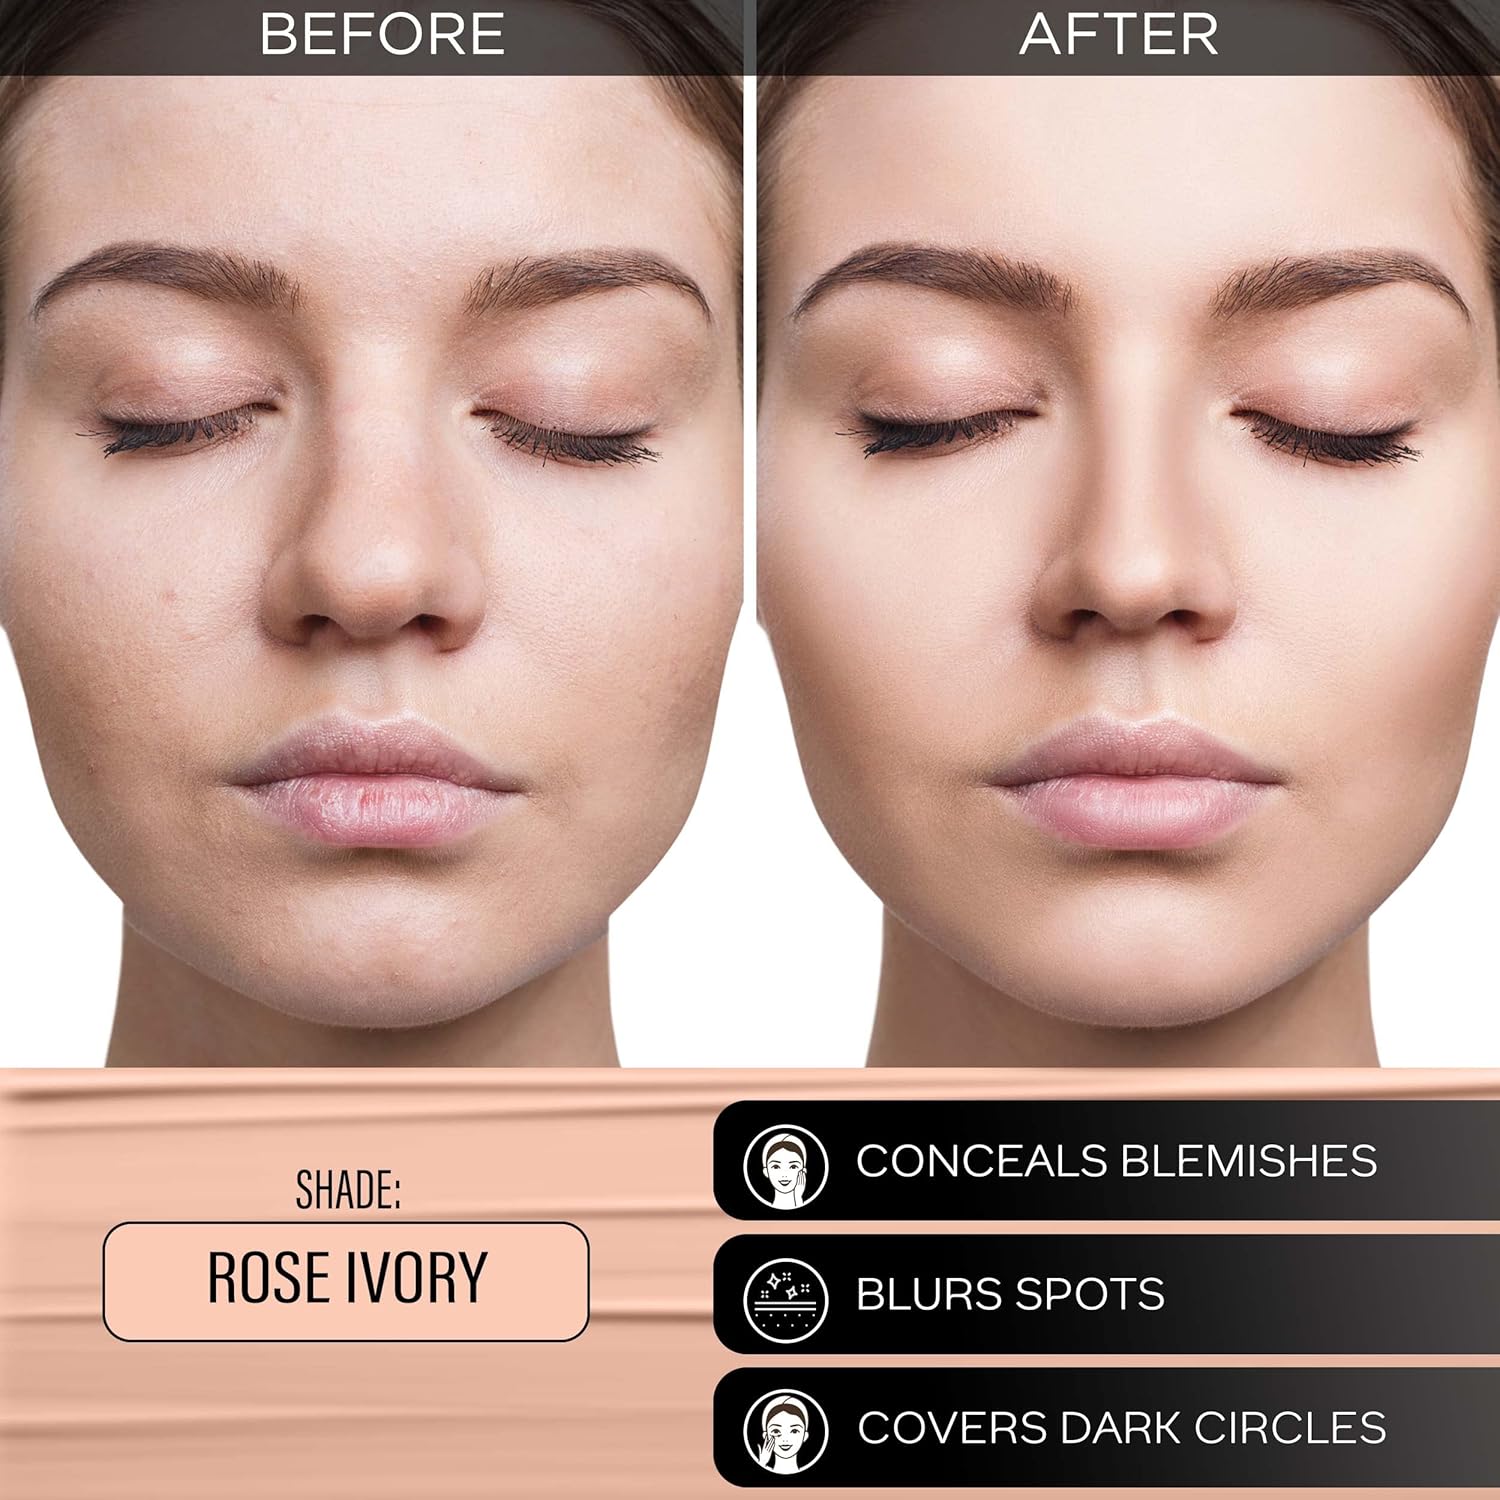 BEFORE
AFTER
SHADE:
ROSE IVORY
CONCEALS BLEMISHES
BLURS SPOTS
COVERS DARK CIRCLES